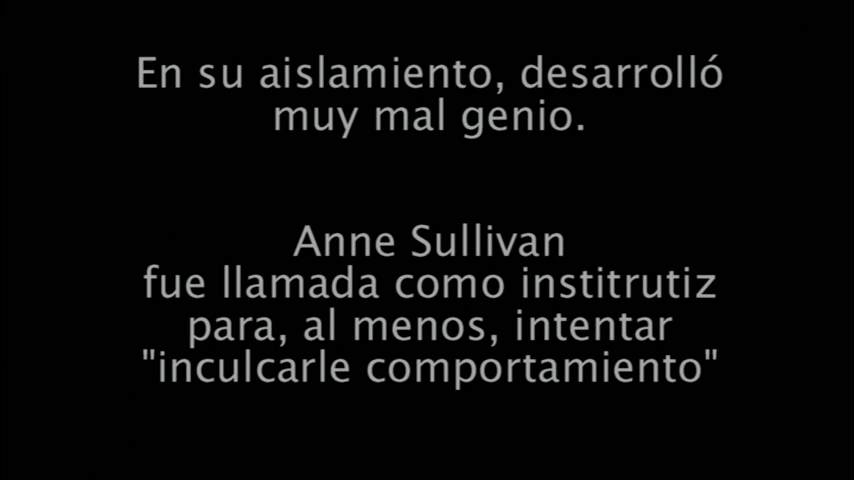 En su aislamiento, desarrolló
muy mal genio.
Anne Sullivan
fue llamada como institrutiz
para, al menos, intentar
"inculcarle comportamiento"